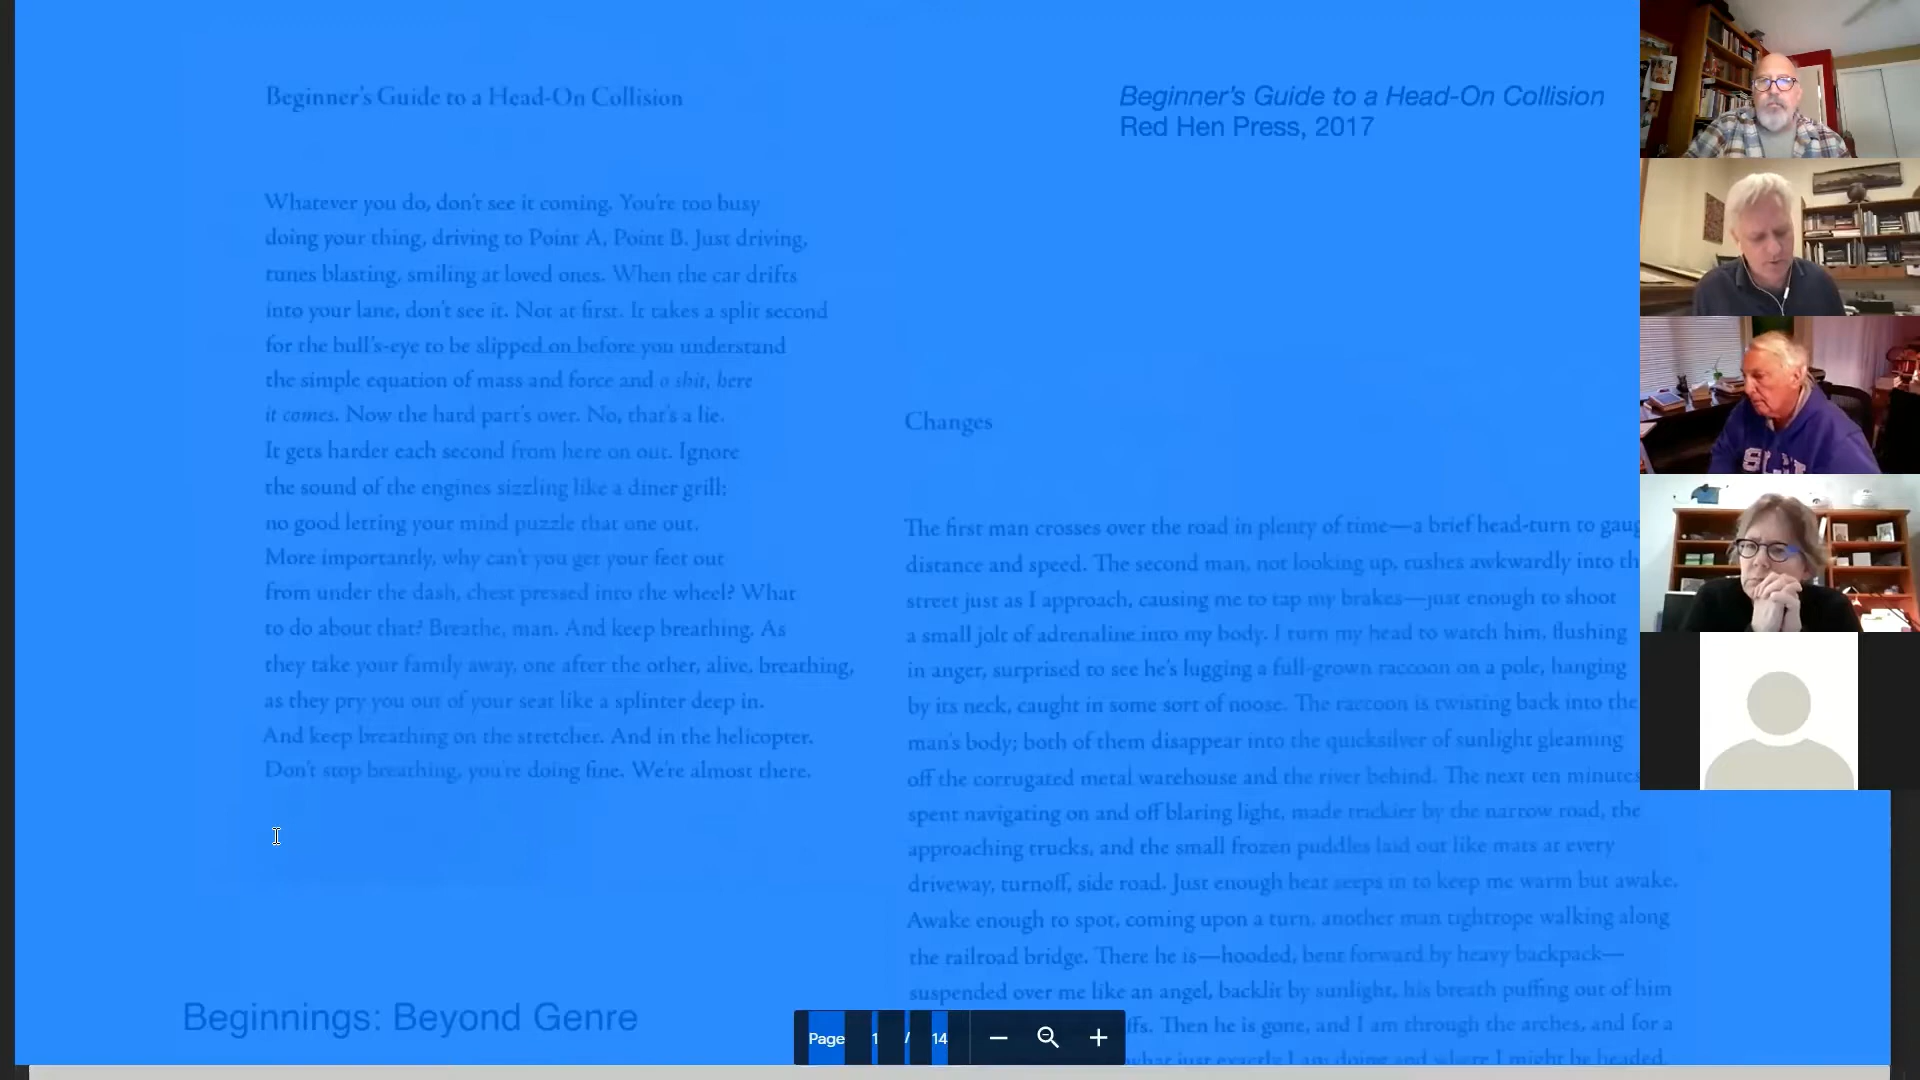 Beginner's Guide to a Head-On Collision
Whatever you do, don't see it coming. You're too busy
doing your thing, driving to Point A, Point B. Just driving,
tunes blasting, smiling at loved ones. When the car drifts
into your lane, don't see it. Not at first. It takes a split second
for the bull's-eye to be slipped on before you understand
the simple equation of mass and force and o shit, here
it comes. Now the hard part's over. No, that's a lie.
It gets harder each second from here on out. Ignore
the sound of the engines sizzling like a diner grill:
no good letting your mind puzzle that one out.
More importantly, why can't you get your feet out
from under the dash, chest pressed into the wheel? What
to do about that? Breathe, man. And keep breathing. As
they take your family away, one after the other, alive, breathing,
as they pry you out of your seat like a splinter deep in.
And keep breathing on the stretcher. And in the helicopter.
Don't stop breathing, you're doing fine. We're almost there.
Beginner's Guide to a Head-On Collision
Red Hen Press, 2017
Changes
The first man crosses over the road in plenty of time—a brief head-turn to
distance and speed. The second man, not looking up, rushes awkwardly into
street just as I approach, causing me to tap my brakes—just enough to shoot
a small jolt of adrenaline into my body. I turn my head to watch him, flushing
in anger, surprised to see he's lugging a full-grown raccoon on a pole, hanging
by its neck, caught in some sort of noose. The raccoon is twisting back into the
man's body; both of them disappear into the quicksilver of sunlight gleaming
off the corrugated metal warehouse and the river behind. The next ten minutes
spent navigating on and off blaring light, made trickier by the narrow road, the
approaching trucks, and the small frozen puddles laid out like mats at every
driveway, turnoff, side road. Just enough heat seeps in to keep me warm but awake.
Awake enough to spot, coming upon a turn, another man tightrope walking along
the railroad bridge. There he is—hooded, bent forward by heavy backpack—
suspended over me like an angel, backlit by sunlight, his breath puffing out of him
ffs. Then he is gone, and I am through the arches, and for a
what just exactly I am doing and where I might be headed.
Beginnings: Beyond Genre
Page 1 / 14